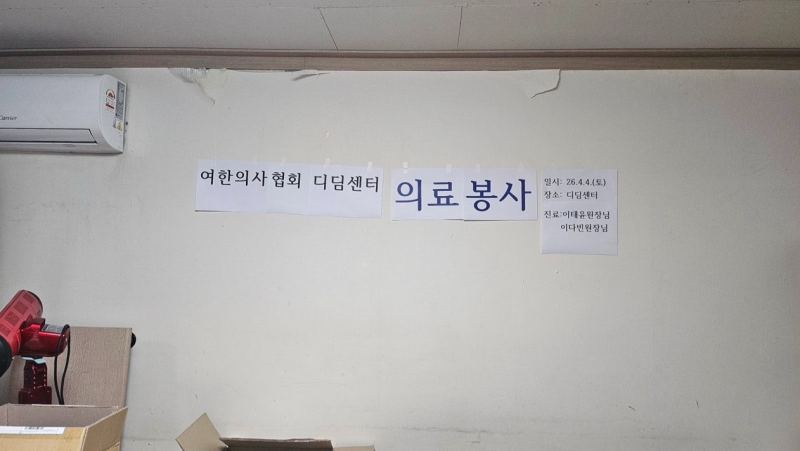 Carrier
여한의사협회 디딤센터
의료봉사
일시: 26.4.4.(토)
장소: 디딤센터
진료:이태윤원장님
이다빈원장님